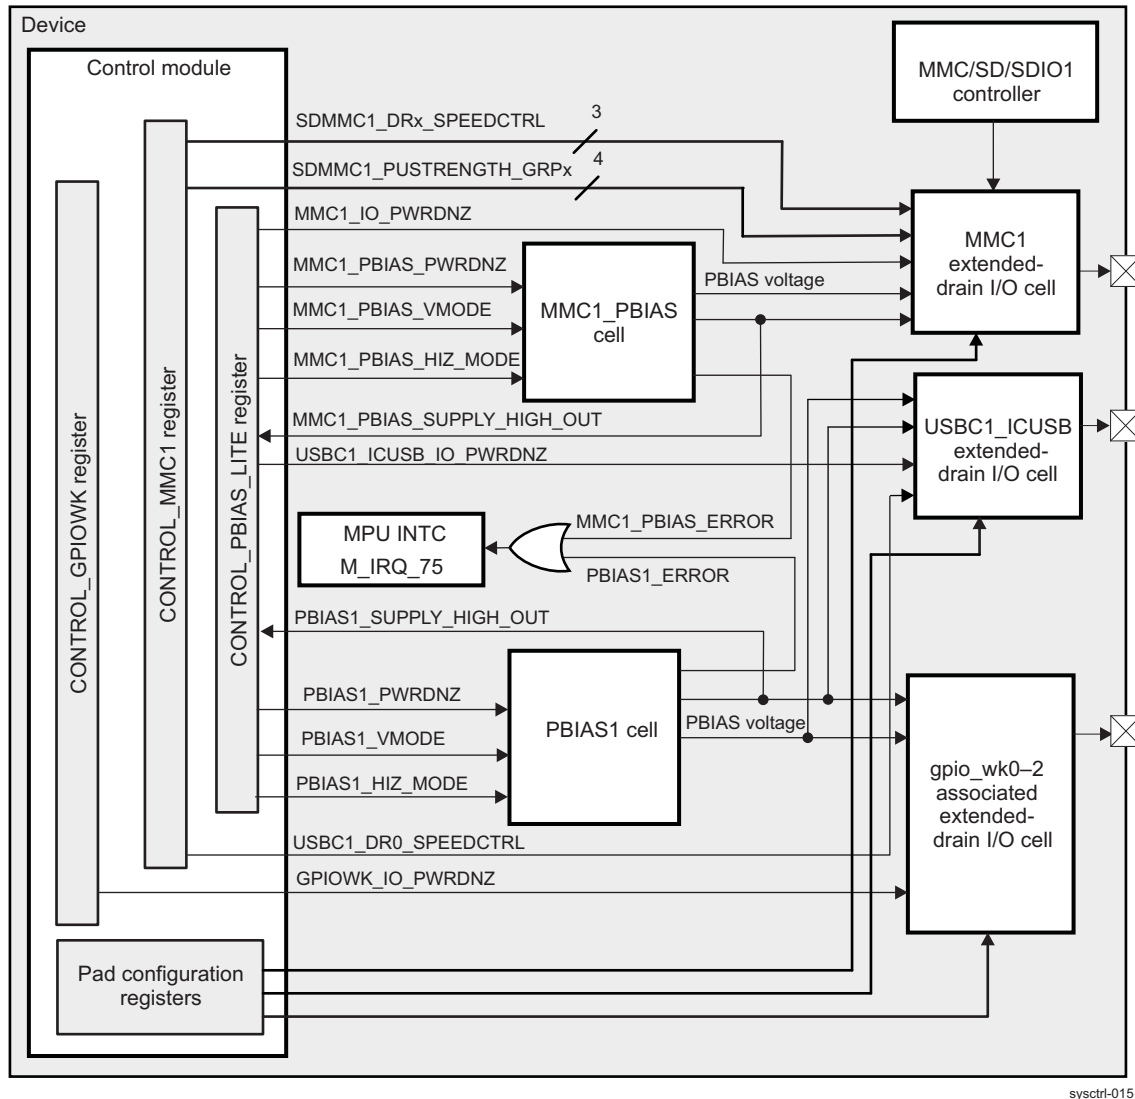 Device
Control module
MMC/SD/SDIO1
controller
SDMMC1_DRx_SPEEDCTRL
3
SDMMC1_PUSTRENGTH_GRPx
4
MMC1_IO_PWRDNZ
MMC1_PBIAS_PWRDNZ
MMC1_PBIAS_VMODE
MMC1_PBIAS_HIZ_MODE
MMC1_PBIAS_SUPPLY_HIGH_OUT
USBC1_ICUSB_IO_PWRDNZ
MMC1_PBIAS
cell
PBIAS voltage
MMC1
extended-
drain I/O cell
USBC1_ICUSB
extended-
drain I/O cell
CONTROL_GPIOWK register
CONTROL_MMC1 register
CONTROL_PBIAS_LITE register
MPU INTC
M_IRQ_75
MMC1_PBIAS_ERROR
PBIAS1_ERROR
PBIAS1_SUPPLY_HIGH_OUT
PBIAS1_PWRDNZ
PBIAS1_VMODE
PBIAS1_HIZ_MODE
PBIAS1 cell
PBIAS voltage
gpio_wk0–2
associated
extended-
drain I/O cell
USBC1_DR0_SPEEDCTRL
GPIOWK_IO_PWRDNZ
Pad configuration
registers
sysctrl-015